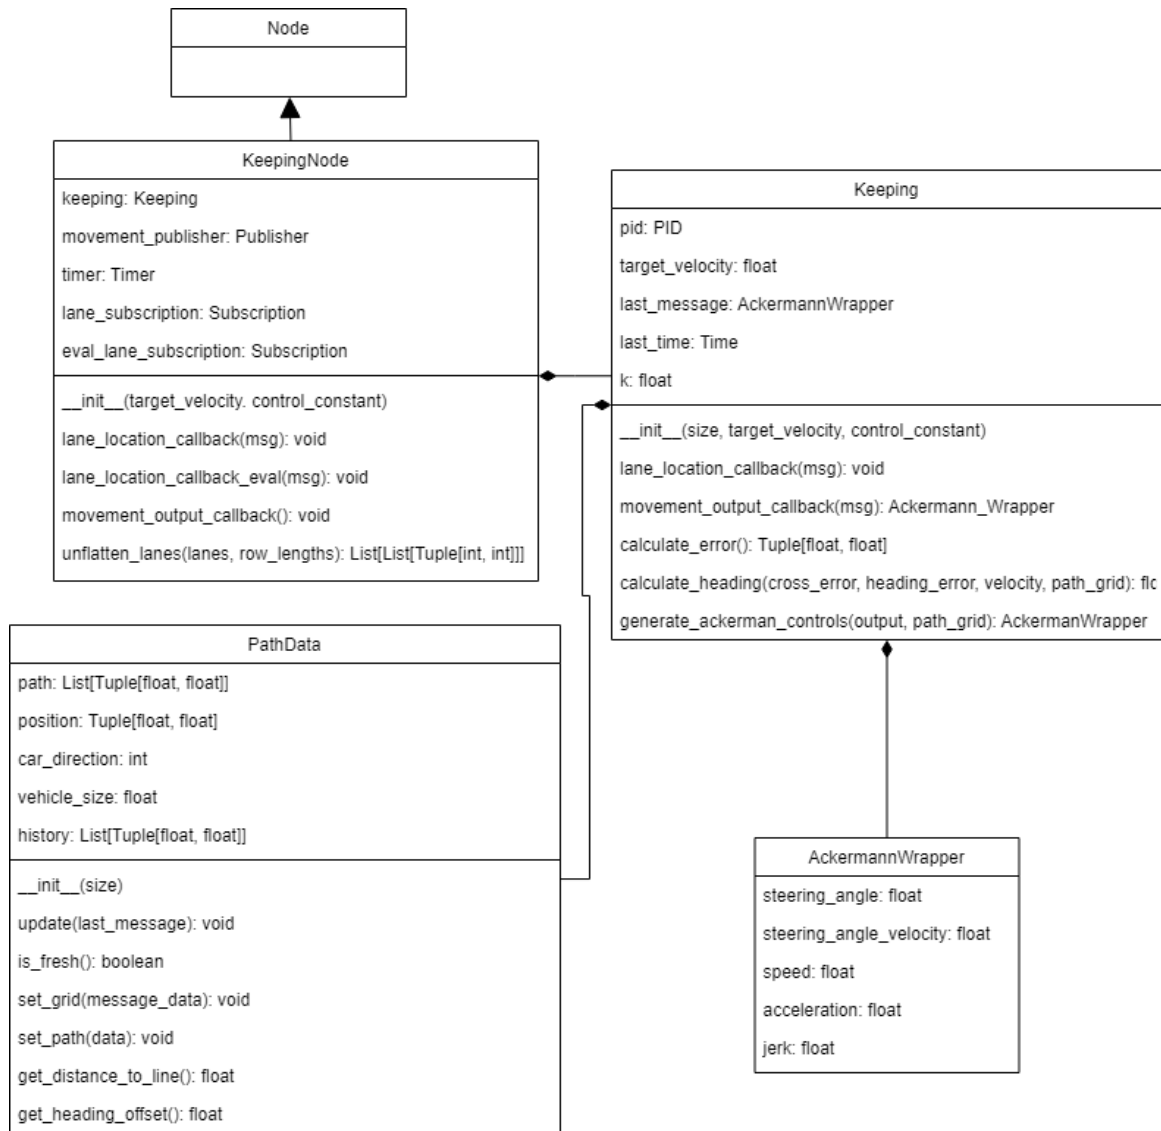 Node
KeepingNode
keeping: Keeping
movement_publisher: Publisher
timer: Timer
lane_subscription: Subscription
eval_lane_subscription: Subscription
__init__(target_velocity. control_constant)
lane_location_callback(msg): void
lane_location_callback_eval(msg): void
movement_output_callback(): void
unflatten_lanes(lanes, row_lengths): List[List[Tuple[int, int]]]
Keeping
pid: PID
target_velocity: float
last_message: AckermannWrapper
last_time: Time
k: float
__init__(size, target_velocity, control_constant)
lane_location_callback(msg): void
movement_output_callback(msg): Ackermann_Wrapper
calculate_error(): Tuple[float, float]
calculate_heading(cross_error, heading_error, velocity, path_grid): flc
generate_ackerman_controls(output, path_grid): AckermanWrapper
PathData
path: List[Tuple[float, float]]
position: Tuple[float, float]
car_direction: int
vehicle_size: float
history: List[Tuple[float, float]]
__init__(size)
update(last_message): void
is_fresh(): boolean
set_grid(message_data): void
set_path(data): void
get_distance_to_line(): float
get_heading_offset(): float
AckermannWrapper
steering_angle: float
steering_angle_velocity: float
speed: float
acceleration: float
jerk: float